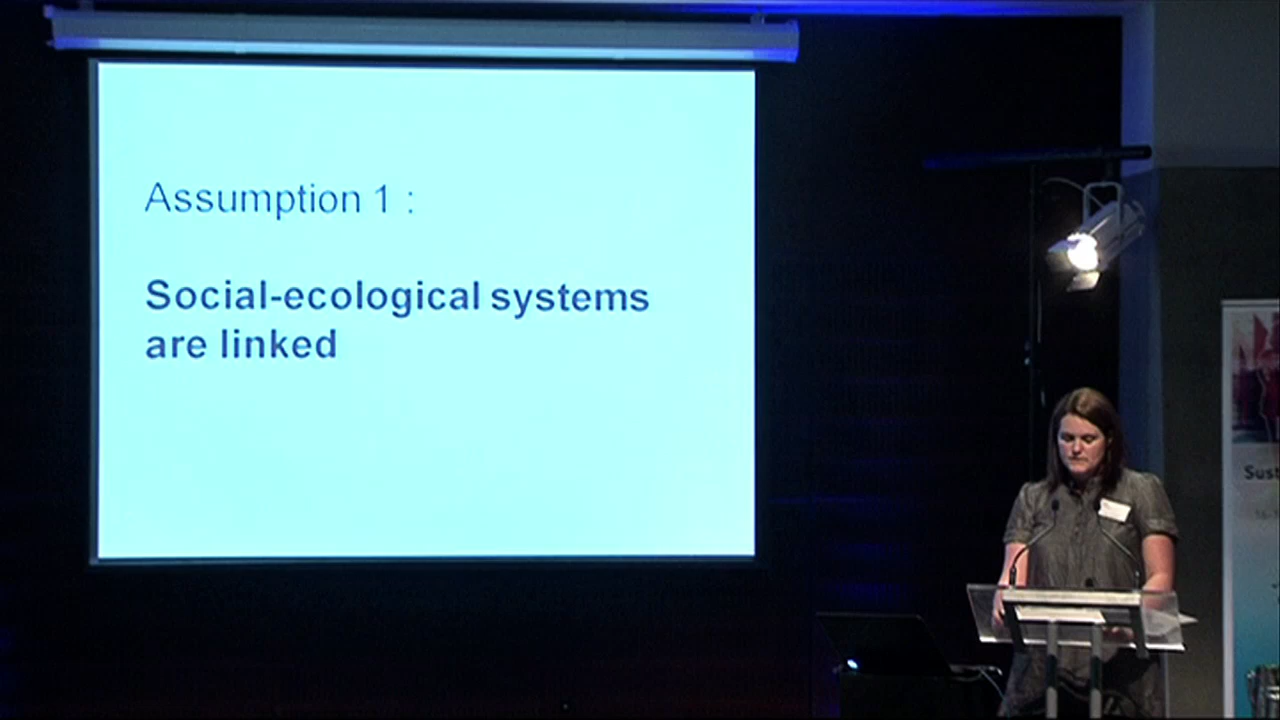 Assumption 1 :
Social-ecological systems
are linked
Sust